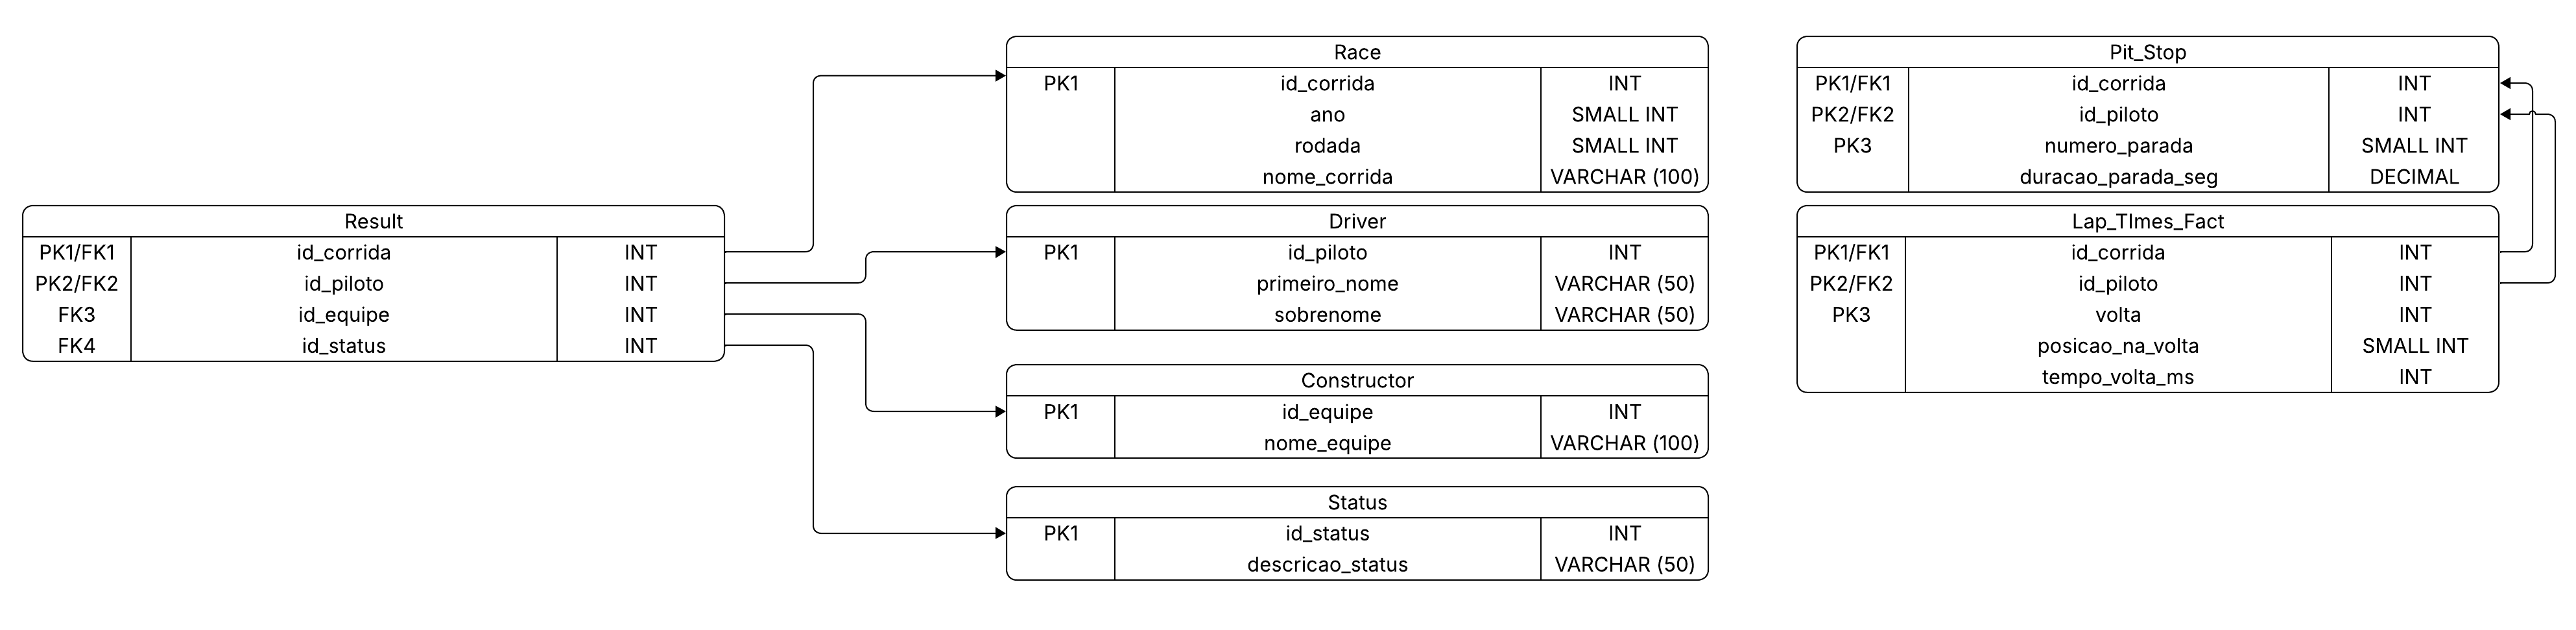 Race
PK1 id_corrida INT
ano SMALL INT
rodada SMALL INT
nome_corrida VARCHAR (100)
Pit_Stop
PK1/FK1 id_corrida INT
PK2/FK2 id_piloto INT
PK3 numero_parada SMALL INT
duracao_parada_seg DECIMAL
Result
PK1/FK1 id_corrida INT
PK2/FK2 id_piloto INT
FK3 id_equipe INT
FK4 id_status INT
Driver
PK1 id_piloto INT
primeiro_nome VARCHAR (50)
sobrenome VARCHAR (50)
Lap_TImes_Fact
PK1/FK1 id_corrida INT
PK2/FK2 id_piloto INT
PK3 volta INT
posicao_na_volta SMALL INT
tempo_volta_ms INT
Constructor
PK1 id_equipe INT
nome_equipe VARCHAR (100)
Status
PK1 id_status INT
descricao_status VARCHAR (50)